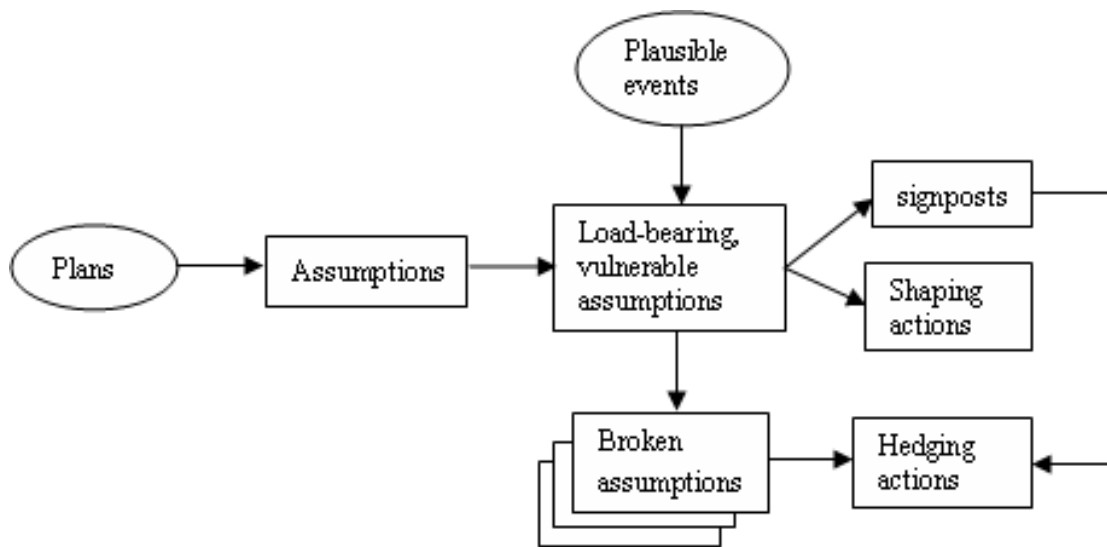 Plausible
events
signposts
Load-bearing,
vulnerable
assumptions
Plans
Assumptions
Shaping
actions
Broken
assumptions
Hedging
actions